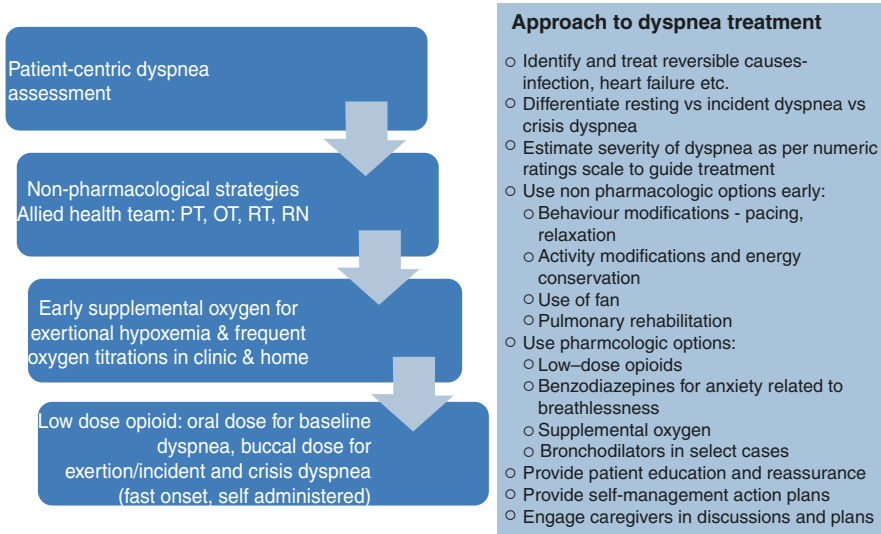 Patient-centric dyspnea
assessment
Non-pharmacological strategies
Allied health team: PT, OT, RT, RN
Early supplemental oxygen for
exertional hypoxemia & frequent
oxygen titrations in clinic & home
Low dose opioid: oral dose for baseline
dyspnea, buccal dose for
exertion/incident and crisis dyspnea
(fast onset, self administered)
Approach to dyspnea treatment
○ Identify and treat reversible causes-
infection, heart failure etc.
○ Differentiate resting vs incident dyspnea vs
crisis dyspnea
○ Estimate severity of dyspnea as per numeric
ratings scale to guide treatment
○ Use non pharmacologic options early:
○ Behaviour modifications - pacing,
relaxation
○ Activity modifications and energy
conservation
○ Use of fan
○ Pulmonary rehabilitation
○ Use pharmcologic options:
○ Low–dose opioids
○ Benzodiazepines for anxiety related to
breathlessness
○ Supplemental oxygen
○ Bronchodilators in select cases
○ Provide patient education and reassurance
○ Provide self-management action plans
○ Engage caregivers in discussions and plans